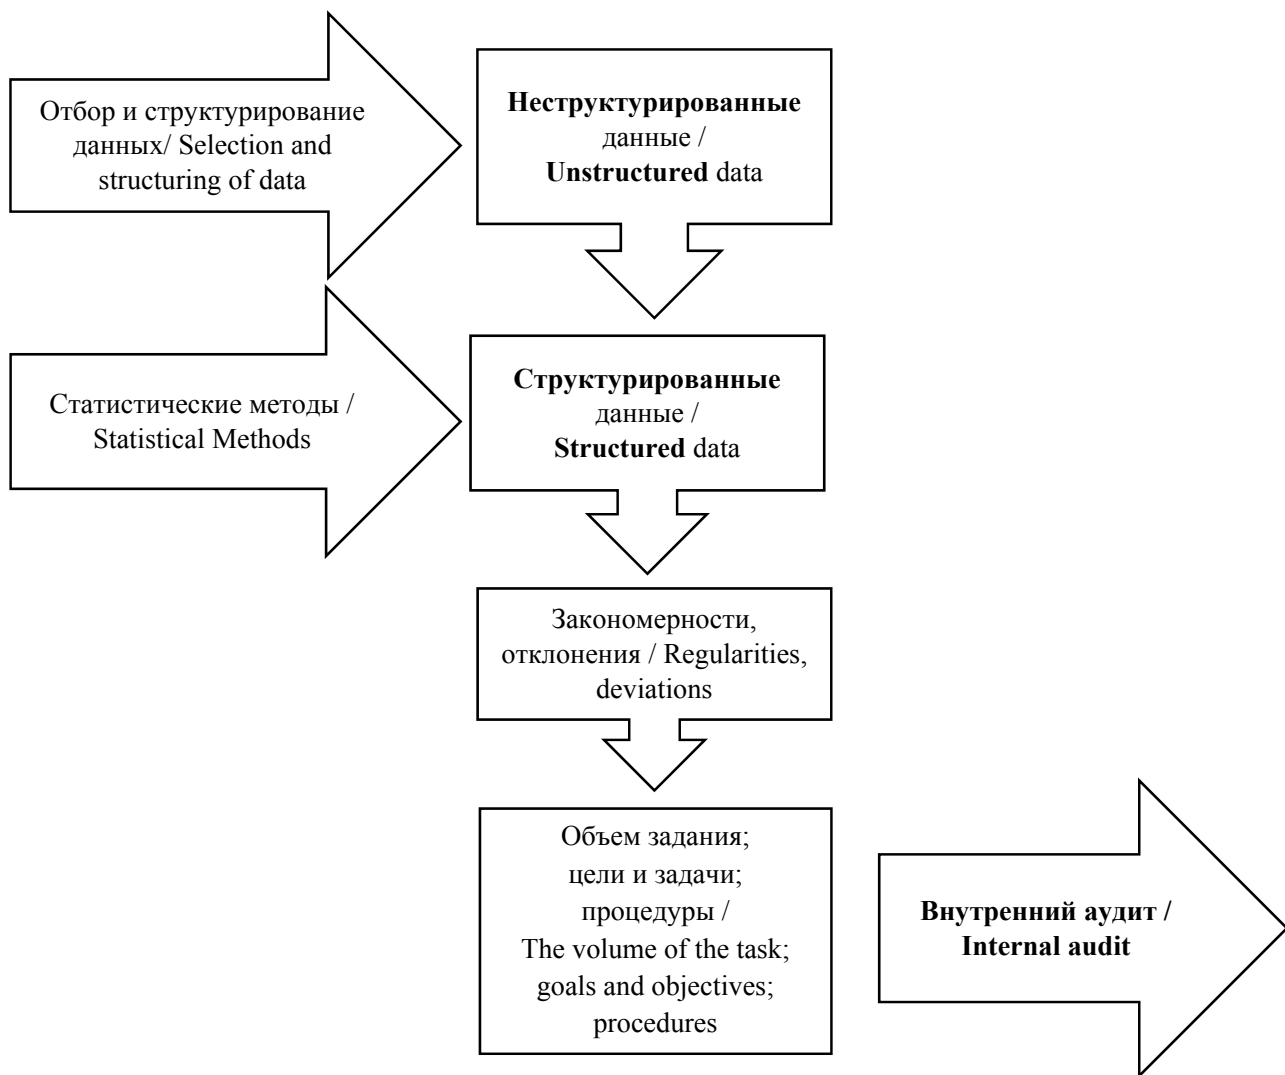 Отбор и структурирование
данных/ Selection and
structuring of data
Неструктурированные
данные /
Unstructured data
Статистические методы /
Statistical Methods
Структурированные
данные /
Structured data
Закономерности,
отклонения / Regularities,
deviations
Объем задания;
цели и задачи;
процедуры /
The volume of the task;
goals and objectives;
procedures
Внутренний аудит /
Internal audit